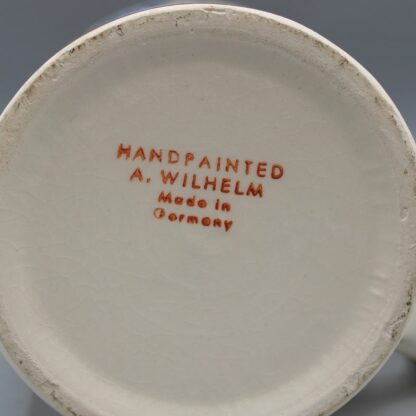 HANDPAINTED
A. WILHELM
Made in
Germany